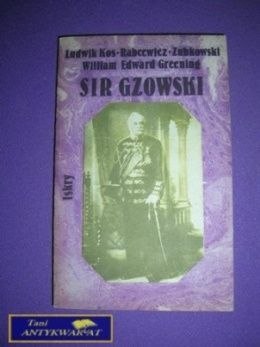 Ludwik Kos-Rabcewicz-Zubkowski
William Edward Greening
SIR GZOWSKI
Iskry
Tani
ANTYKWARIAT